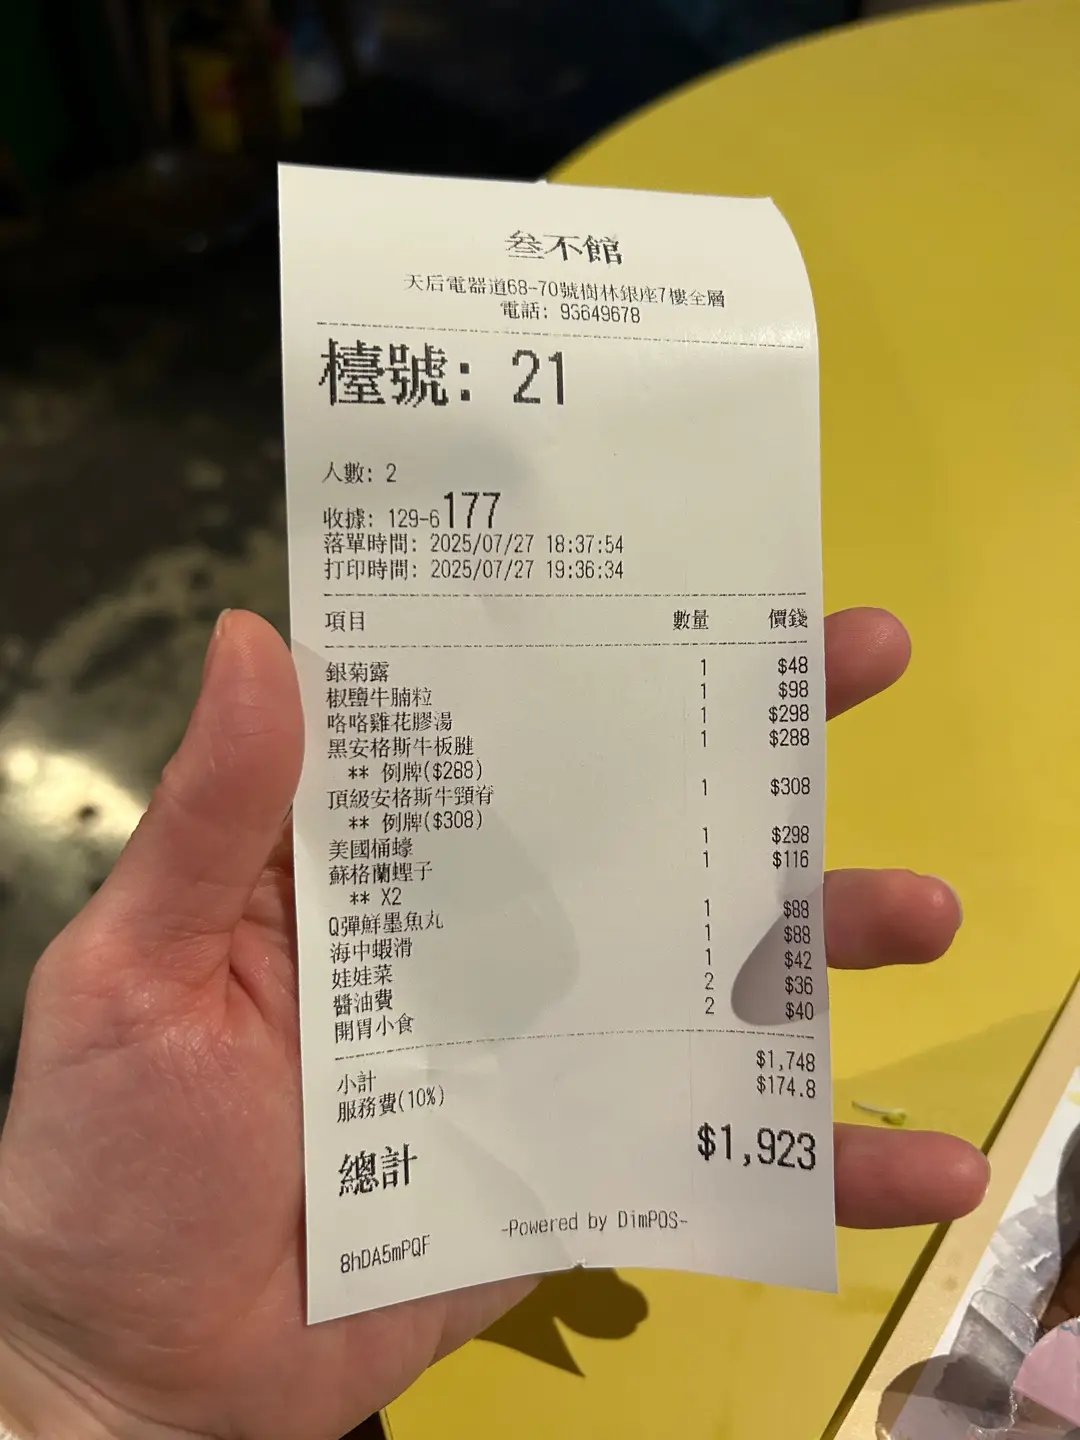 叁不館
天后電器道68-70號樹林銀座7樓全層
電話: 93649678
檯號: 21
人數: 2
收據: 129-6177
落單時間: 2025/07/27 18:37:54
打印時間: 2025/07/27 19:36:34
項目 數量 價錢
銀菊露 1 $48
椒鹽牛腩粒 1 $98
咯咯雞花膠湯 1 $298
黑安格斯牛板腱 1 $288
** 例牌($288)
頂級安格斯牛頸脊 1 $308
** 例牌($308)
美國桶蠔 1 $298
蘇格蘭蟶子 1 $116
** X2
Q彈鮮墨魚丸 1 $88
海中蝦滑 1 $88
娃娃菜 1 $42
醬油費 2 $36
開胃小食 2 $40
小計 $1,748
服務費(10%) $174.8
總計 $1,923
-Powered by DimPOS-
8hDA5mPQF